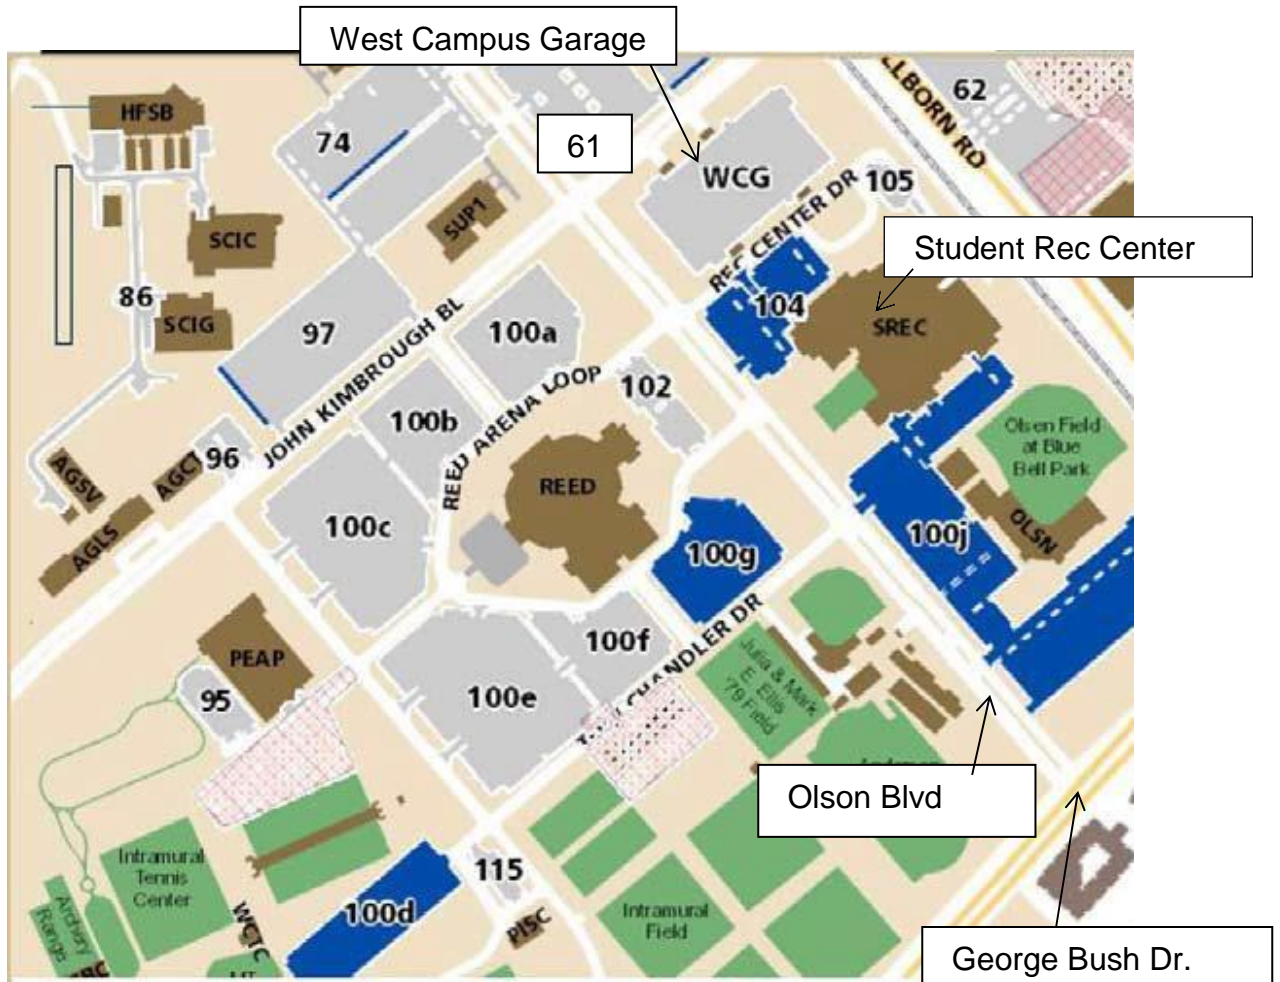 West Campus Garage
HFSB
74
61
62
WCG
105
REC CENTER DR
SUP1
SCIC
Student Rec Center
86
SCIG
97
100a
104
SREC
JOHN KIMBROUGH BL
REED ARENA LOOP
102
100b
Olsen Field
at Blue
Bell Park
AGSV
AGCT
96
REED
AGLS
100c
100g
100j
OLSN
PEAP
100f
CHANDLER DR
Julia & Mark
E. Ellis
'79 Field
95
100e
Olson Blvd
Intramural
Tennis
Center
115
100d
Archery
Range
WCTC
PISC
Intramural
Field
George Bush Dr.